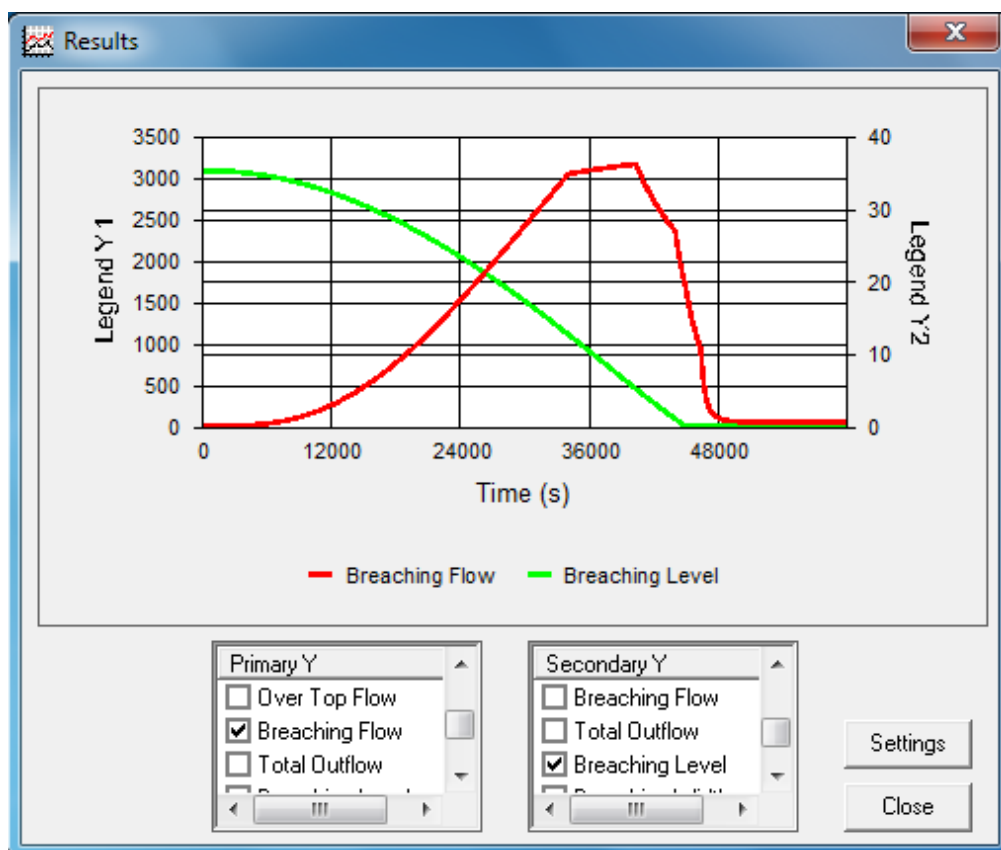 Results
3500
3000
2500
2000
1500
1000
500
0
Legend Y1
40
30
20
10
0
Legend Y2
0 12000 24000 36000 48000
Time (s)
Breaching Flow Breaching Level
Primary Y
Over Top Flow
Breaching Flow
Total Outflow
Secondary Y
Breaching Flow
Total Outflow
Breaching Level
Settings
Close